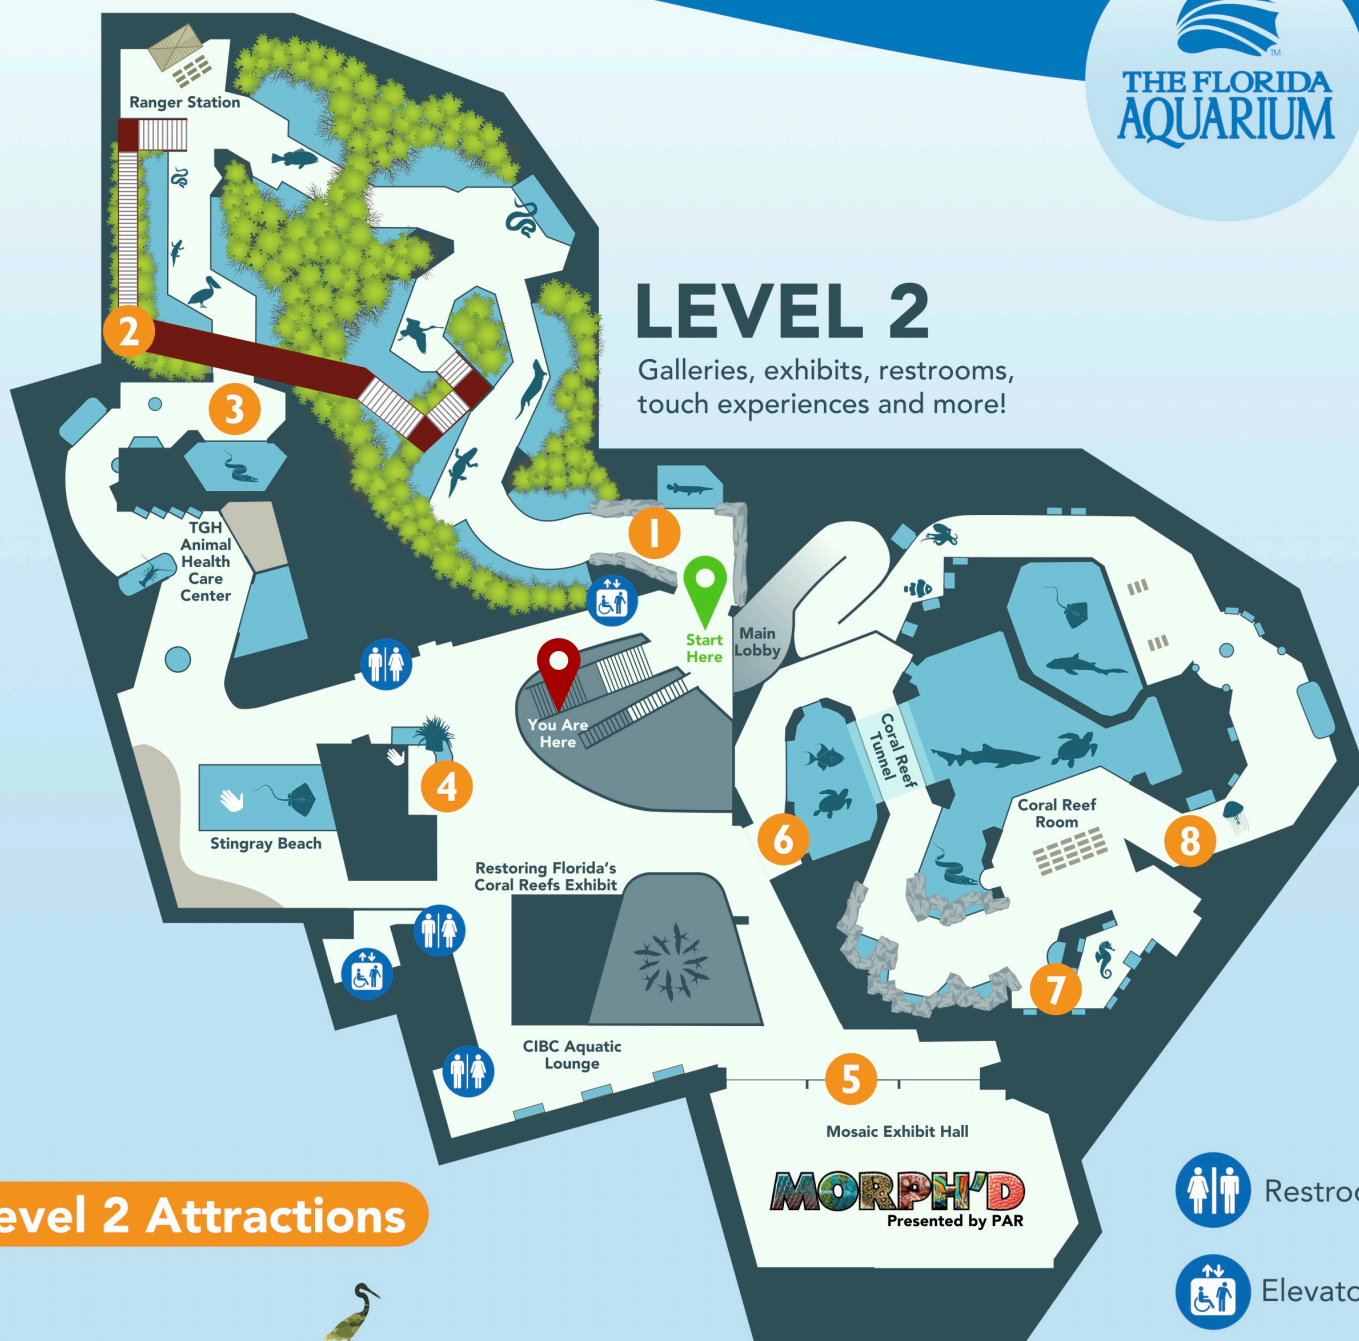 THE FLORIDA
AQUARIUM
TM
Ranger Station
LEVEL 2
Galleries, exhibits, restrooms,
touch experiences and more!
2
3
1
TGH
Animal
Health
Care
Center
Start
Here
Main
Lobby
You Are
Here
Coral Reef
Tunnel
4
Stingray Beach
6
Coral Reef
Room
8
Restoring Florida's
Coral Reefs Exhibit
7
CIBC Aquatic
Lounge
5
Mosaic Exhibit Hall
MORPH'D
Presented by PAR
evel 2 Attractions
Restroo
Elevato